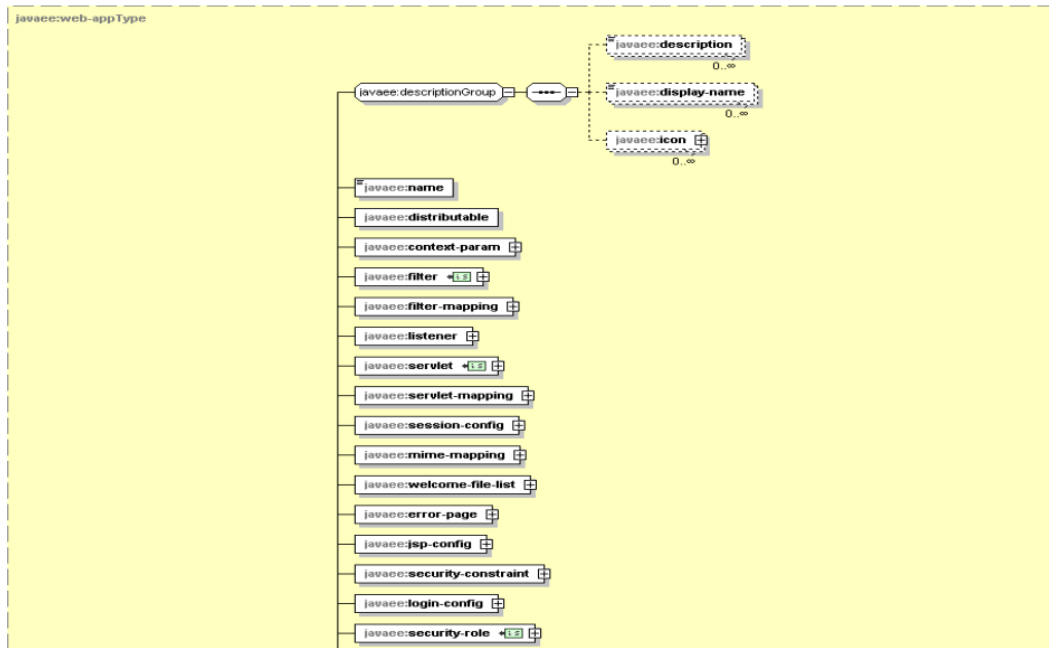 javaee:web-appType
javaee:description
0..∞
javaee:descriptionGroup
javaee:display-name
0..∞
javaee:icon
0..∞
javaee:name
javaee:distributable
javaee:context-param
javaee:filter
javaee:filter-mapping
javaee:listener
javaee:servlet
javaee:servlet-mapping
javaee:session-config
javaee:mime-mapping
javaee:welcome-file-list
javaee:error-page
javaee:jsp-config
javaee:security-constraint
javaee:login-config
javaee:security-role